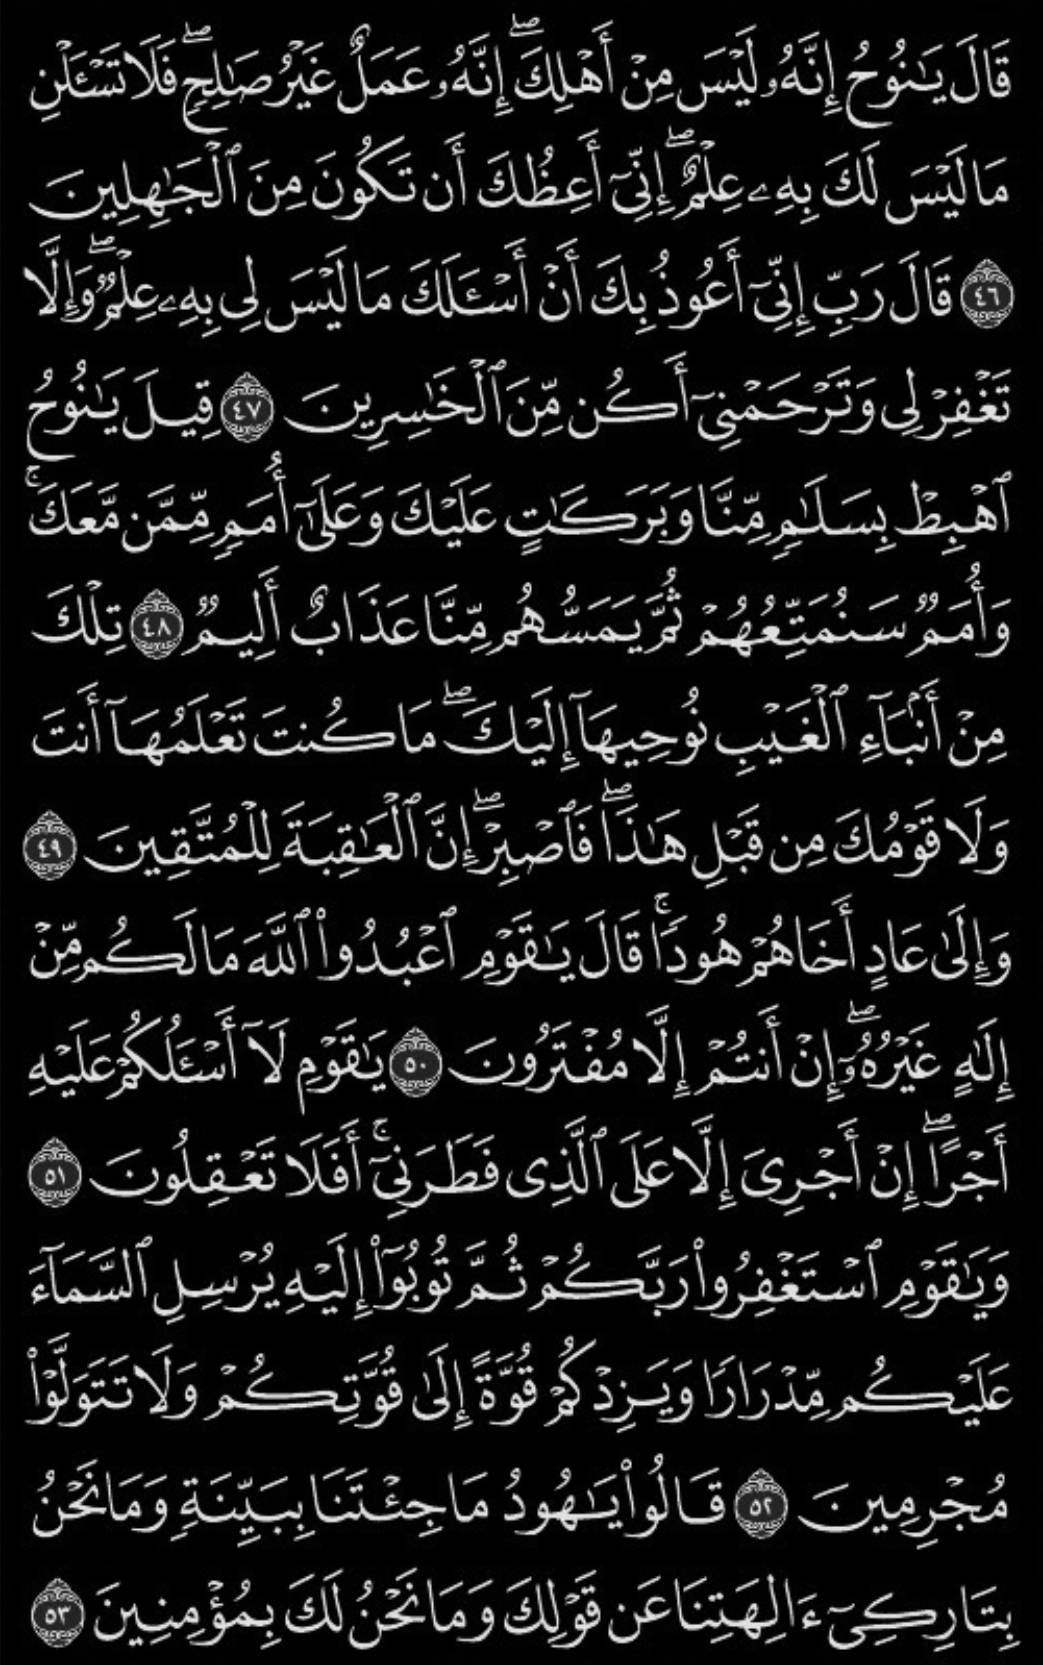 قَالَ يَـٰنُوحُ إِنَّهُۥ لَيْسَ مِنْ أَهْلِكَ ۖ إِنَّهُۥ عَمَلٌ غَيْرُ صَـٰلِحٍ ۖ فَلَا تَسْـَٔلْنِ
مَا لَيْسَ لَكَ بِهِۦ عِلْمٌ ۖ إِنِّىٓ أَعِظُكَ أَن تَكُونَ مِنَ ٱلْجَـٰهِلِينَ
٤٦ قَالَ رَبِّ إِنِّىٓ أَعُوذُ بِكَ أَنْ أَسْـَٔلَكَ مَا لَيْسَ لِى بِهِۦ عِلْمٌ ۖ وَإِلَّا
تَغْفِرْ لِى وَتَرْحَمْنِىٓ أَكُن مِّنَ ٱلْخَـٰسِرِينَ ٤٧ قِيلَ يَـٰنُوحُ
ٱهْبِطْ بِسَلَـٰمٍ مِّنَّا وَبَرَكَـٰتٍ عَلَيْكَ وَعَلَىٰٓ أُمَمٍ مِّمَّن مَّعَكَ ۚ
وَأُمَمٌ سَنُمَتِّعُهُمْ ثُمَّ يَمَسُّهُم مِّنَّا عَذَابٌ أَلِيمٌ ٤٨ تِلْكَ
مِنْ أَنۢبَآءِ ٱلْغَيْبِ نُوحِيهَآ إِلَيْكَ ۖ مَا كُنتَ تَعْلَمُهَآ أَنتَ
وَلَا قَوْمُكَ مِن قَبْلِ هَـٰذَا ۖ فَٱصْبِرْ ۖ إِنَّ ٱلْعَـٰقِبَةَ لِلْمُتَّقِينَ ٤٩
وَإِلَىٰ عَادٍ أَخَاهُمْ هُودًا ۚ قَالَ يَـٰقَوْمِ ٱعْبُدُوا۟ ٱللَّهَ مَا لَكُم مِّنْ
إِلَـٰهٍ غَيْرُهُۥٓ ۖ إِنْ أَنتُمْ إِلَّا مُفْتَرُونَ ٥٠ يَـٰقَوْمِ لَآ أَسْـَٔلُكُمْ عَلَيْهِ
أَجْرًا ۖ إِنْ أَجْرِىَ إِلَّا عَلَى ٱلَّذِى فَطَرَنِىٓ ۚ أَفَلَا تَعْقِلُونَ ٥١
وَيَـٰقَوْمِ ٱسْتَغْفِرُوا۟ رَبَّكُمْ ثُمَّ تُوبُوٓا۟ إِلَيْهِ يُرْسِلِ ٱلسَّمَآءَ
عَلَيْكُم مِّدْرَارًا وَيَزِدْكُمْ قُوَّةً إِلَىٰ قُوَّتِكُمْ وَلَا تَتَوَلَّوْا۟
مُجْرِمِينَ ٥٢ قَالُوا۟ يَـٰهُودُ مَا جِئْتَنَا بِبَيِّنَةٍ وَمَا نَحْنُ
بِتَارِكِىٓ ءَالِهَتِنَا عَن قَوْلِكَ وَمَا نَحْنُ لَكَ بِمُؤْمِنِينَ ٥٣